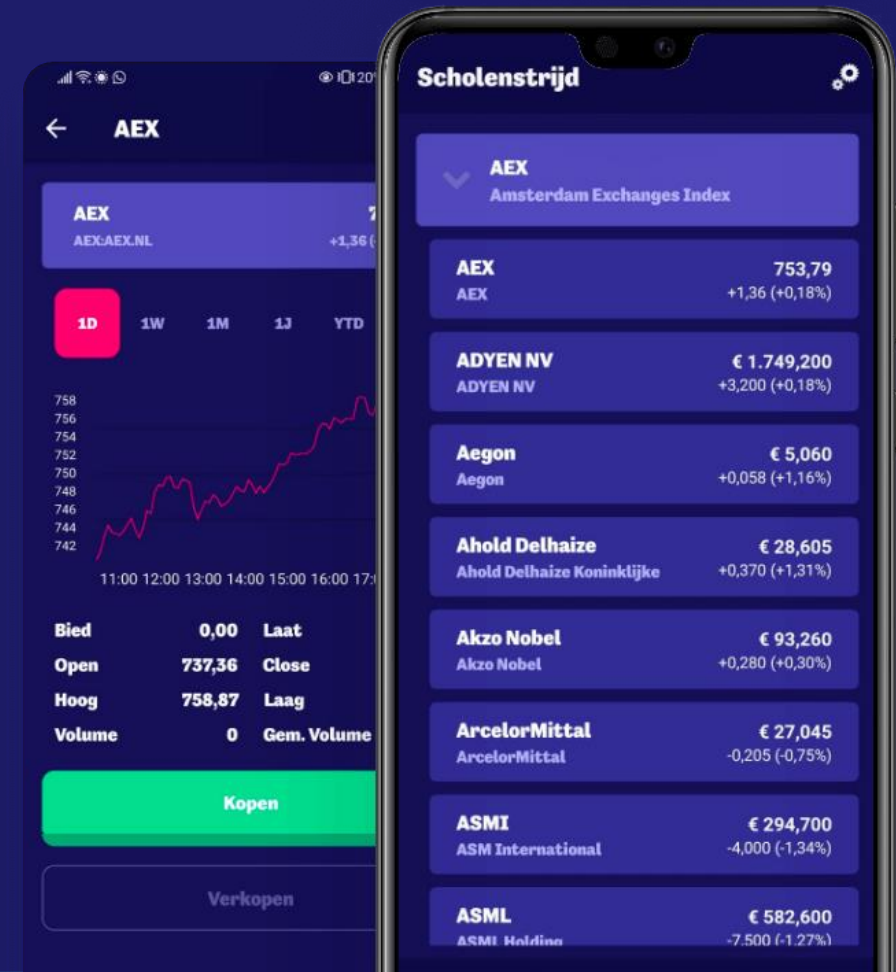 20
AEX
AEX 7
AEX:AEX.NL +1,36 (
1D 1W 1M 1J YTD
758
756
754
752
750
748
746
744
742
11:00 12:00 13:00 14:00 15:00 16:00 17:
Bied 0,00 Laat
Open 737,36 Close
Hoog 758,87 Laag
Volume 0 Gem. Volume
Kopen
Verkopen
Scholenstrijd
AEX
Amsterdam Exchanges Index
AEX 753,79
AEX +1,36 (+0,18%)
ADYEN NV € 1.749,200
ADYEN NV +3,200 (+0,18%)
Aegon € 5,060
Aegon +0,058 (+1,16%)
Ahold Delhaize € 28,605
Ahold Delhaize Koninklijke +0,370 (+1,31%)
Akzo Nobel € 93,260
Akzo Nobel +0,280 (+0,30%)
ArcelorMittal € 27,045
ArcelorMittal -0,205 (-0,75%)
ASMI € 294,700
ASM International -4,000 (-1,34%)
ASML € 582,600
ASML Holding -7,500 (-1,27%)